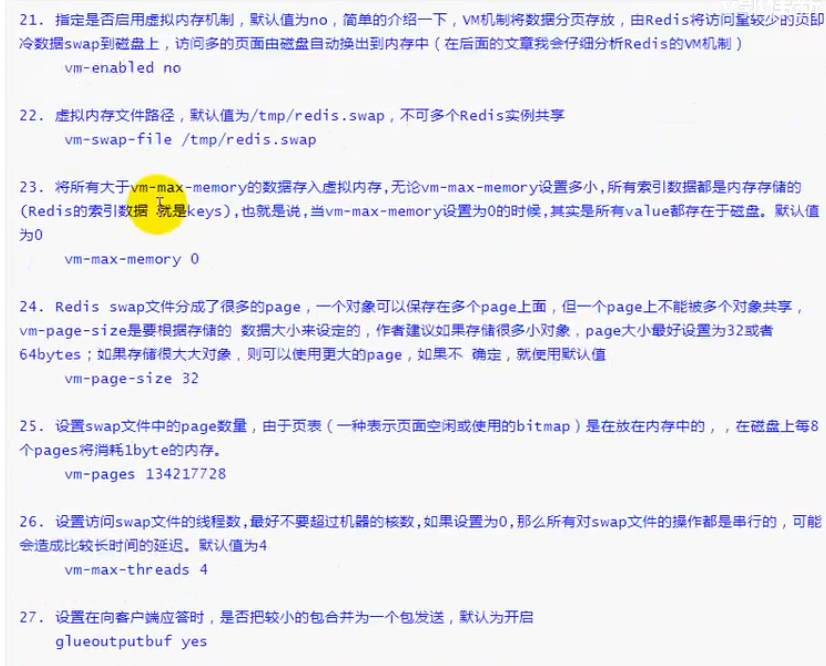 21. 指定是否启用虚拟内存机制，默认值为no，简单的介绍一下，VM机制将数据分页存放，由Redis将访问量较少的页即
冷数据swap到磁盘上，访问多的页面由磁盘自动换出到内存中（在后面的文章我会仔细分析Redis的VM机制）
vm-enabled no
22. 虚拟内存文件路径，默认值为/tmp/redis.swap，不可多个Redis实例共享
vm-swap-file /tmp/redis.swap
23. 将所有大于vm-max-memory的数据存入虚拟内存,无论vm-max-memory设置多小,所有索引数据都是内存存储的
(Redis的索引数据 就是keys),也就是说,当vm-max-memory设置为0的时候,其实是所有value都存在于磁盘。默认值
为0
vm-max-memory 0
24. Redis swap文件分成了很多的page，一个对象可以保存在多个page上面，但一个page上不能被多个对象共享，
vm-page-size是要根据存储的 数据大小来设定的，作者建议如果存储很多小对象，page大小最好设置为32或者
64bytes；如果存储很大大对象，则可以使用更大的page，如果不 确定，就使用默认值
vm-page-size 32
25. 设置swap文件中的page数量，由于页表（一种表示页面空闲或使用的bitmap）是在放在内存中的，，在磁盘上每8
个pages将消耗1byte的内存。
vm-pages 134217728
26. 设置访问swap文件的线程数,最好不要超过机器的核数,如果设置为0,那么所有对swap文件的操作都是串行的，可能
会造成比较长时间的延迟。默认值为4
vm-max-threads 4
27. 设置在向客户端应答时，是否把较小的包合并为一个包发送，默认为开启
glueoutputbuf yes